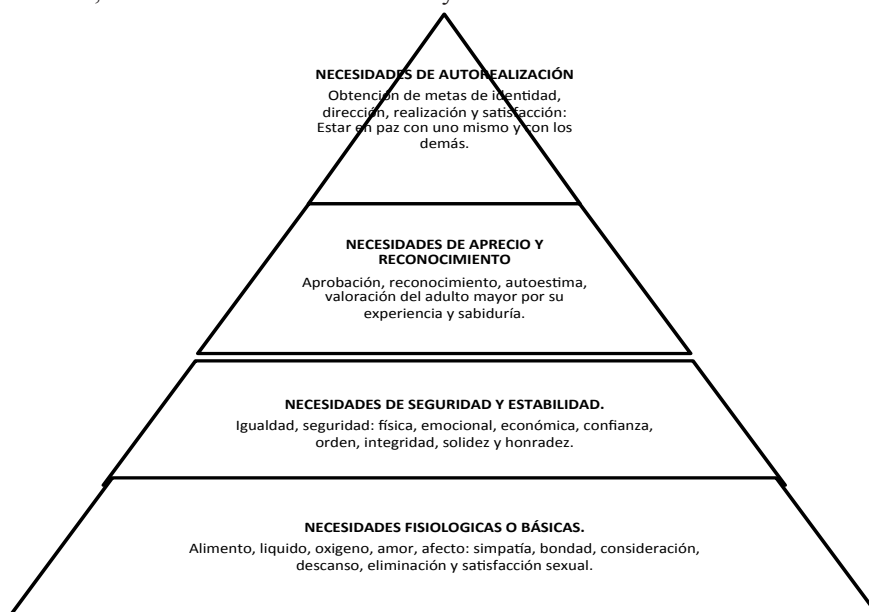 NECESIDADES DE AUTOREALIZACIÓN
Obtención de metas de identidad,
dirección, realización y satisfacción:
Estar en paz con uno mismo y con los
demás.
NECESIDADES DE APRECIO Y
RECONOCIMIENTO
Aprobación, reconocimiento, autoestima,
valoración del adulto mayor por su
experiencia y sabiduría.
NECESIDADES DE SEGURIDAD Y ESTABILIDAD.
Igualdad, seguridad: física, emocional, económica, confianza,
orden, integridad, solidez y honradez.
NECESIDADES FISIOLOGICAS O BÁSICAS.
Alimento, liquido, oxigeno, amor, afecto: simpatía, bondad, consideración,
descanso, eliminación y satisfacción sexual.